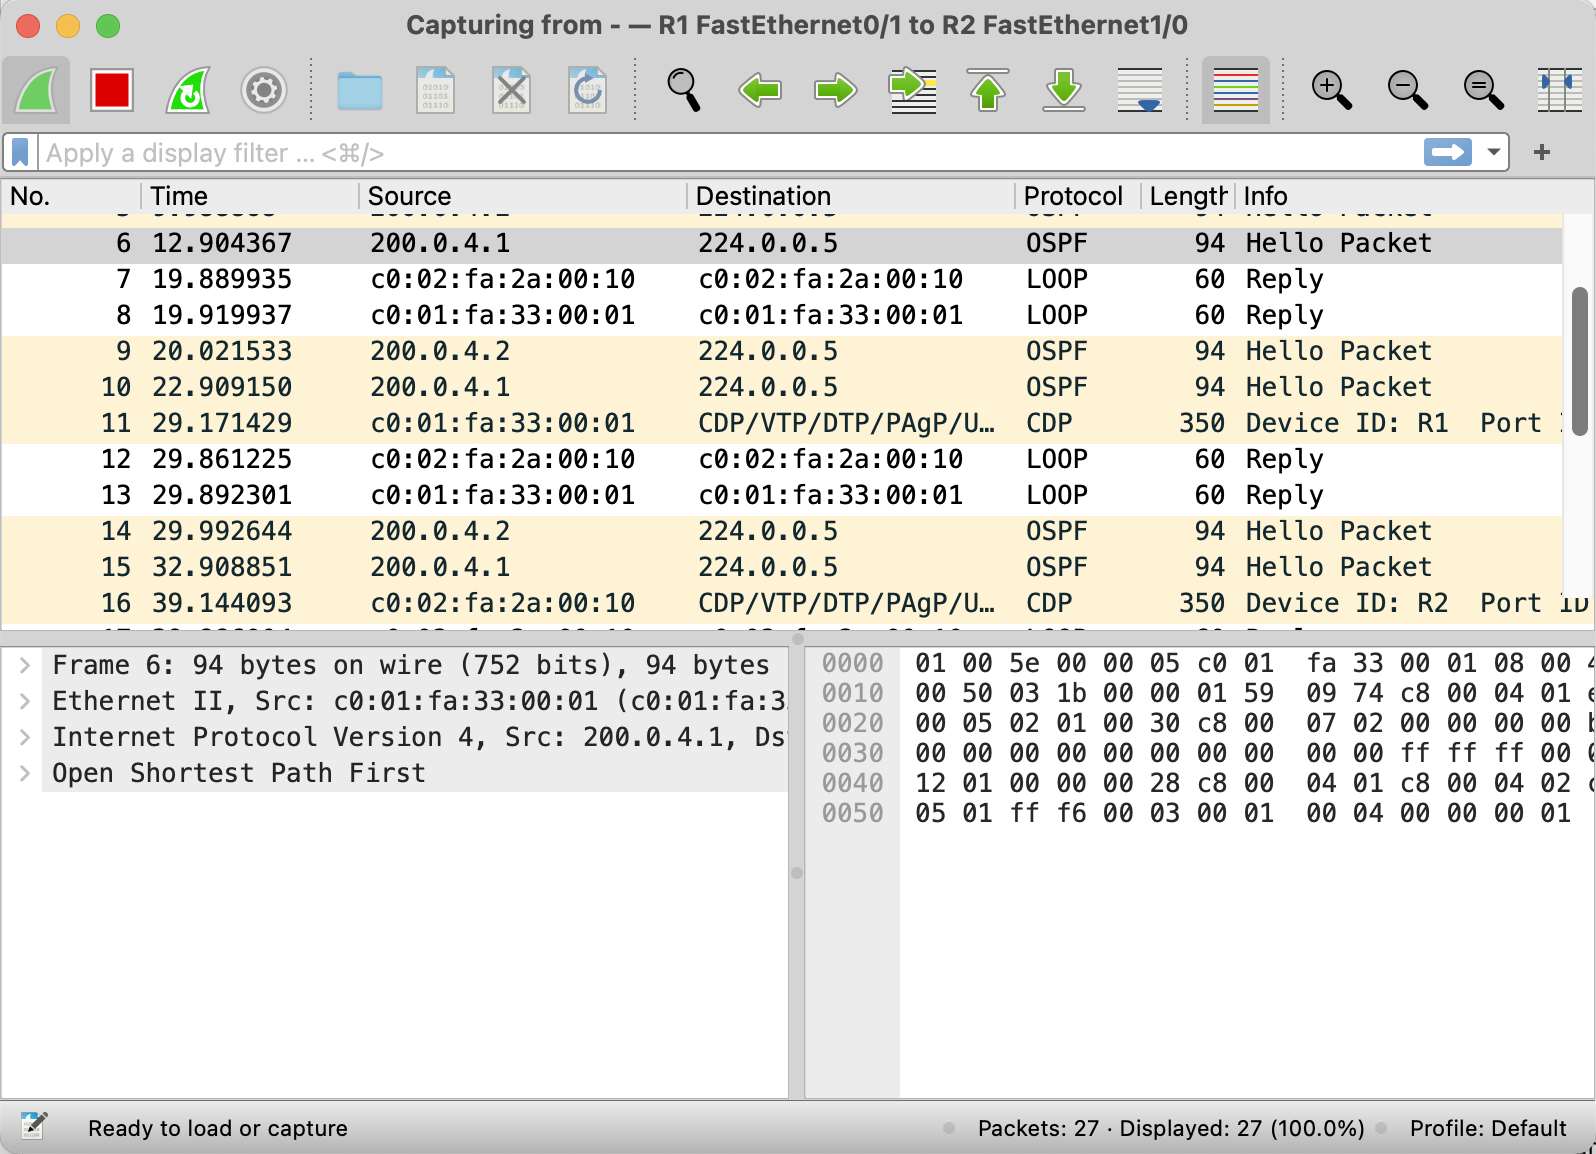 Capturing from - — R1 FastEthernet0/1 to R2 FastEthernet1/0
Apply a display filter ... <⌘/>
No. Time Source Destination Protocol Length Info
6 12.904367 200.0.4.1 224.0.0.5 OSPF 94 Hello Packet
7 19.889935 c0:02:fa:2a:00:10 c0:02:fa:2a:00:10 LOOP 60 Reply
8 19.919937 c0:01:fa:33:00:01 c0:01:fa:33:00:01 LOOP 60 Reply
9 20.021533 200.0.4.2 224.0.0.5 OSPF 94 Hello Packet
10 22.909150 200.0.4.1 224.0.0.5 OSPF 94 Hello Packet
11 29.171429 c0:01:fa:33:00:01 CDP/VTP/DTP/PAgP/U… CDP 350 Device ID: R1 Port
12 29.861225 c0:02:fa:2a:00:10 c0:02:fa:2a:00:10 LOOP 60 Reply
13 29.892301 c0:01:fa:33:00:01 c0:01:fa:33:00:01 LOOP 60 Reply
14 29.992644 200.0.4.2 224.0.0.5 OSPF 94 Hello Packet
15 32.908851 200.0.4.1 224.0.0.5 OSPF 94 Hello Packet
16 39.144093 c0:02:fa:2a:00:10 CDP/VTP/DTP/PAgP/U… CDP 350 Device ID: R2 Port ID
Frame 6: 94 bytes on wire (752 bits), 94 bytes
Ethernet II, Src: c0:01:fa:33:00:01 (c0:01:fa:3
Internet Protocol Version 4, Src: 200.0.4.1, Ds
Open Shortest Path First
0000 01 00 5e 00 00 05 c0 01 fa 33 00 01 08 00
0010 00 50 03 1b 00 00 01 59 09 74 c8 00 04 01
0020 00 05 02 01 00 30 c8 00 07 02 00 00 00 00
0030 00 00 00 00 00 00 00 00 00 00 ff ff ff 00
0040 12 01 00 00 00 28 c8 00 04 01 c8 00 04 02
0050 05 01 ff f6 00 03 00 01 00 04 00 00 00 01
Ready to load or capture
Packets: 27 · Displayed: 27 (100.0%)
Profile: Default